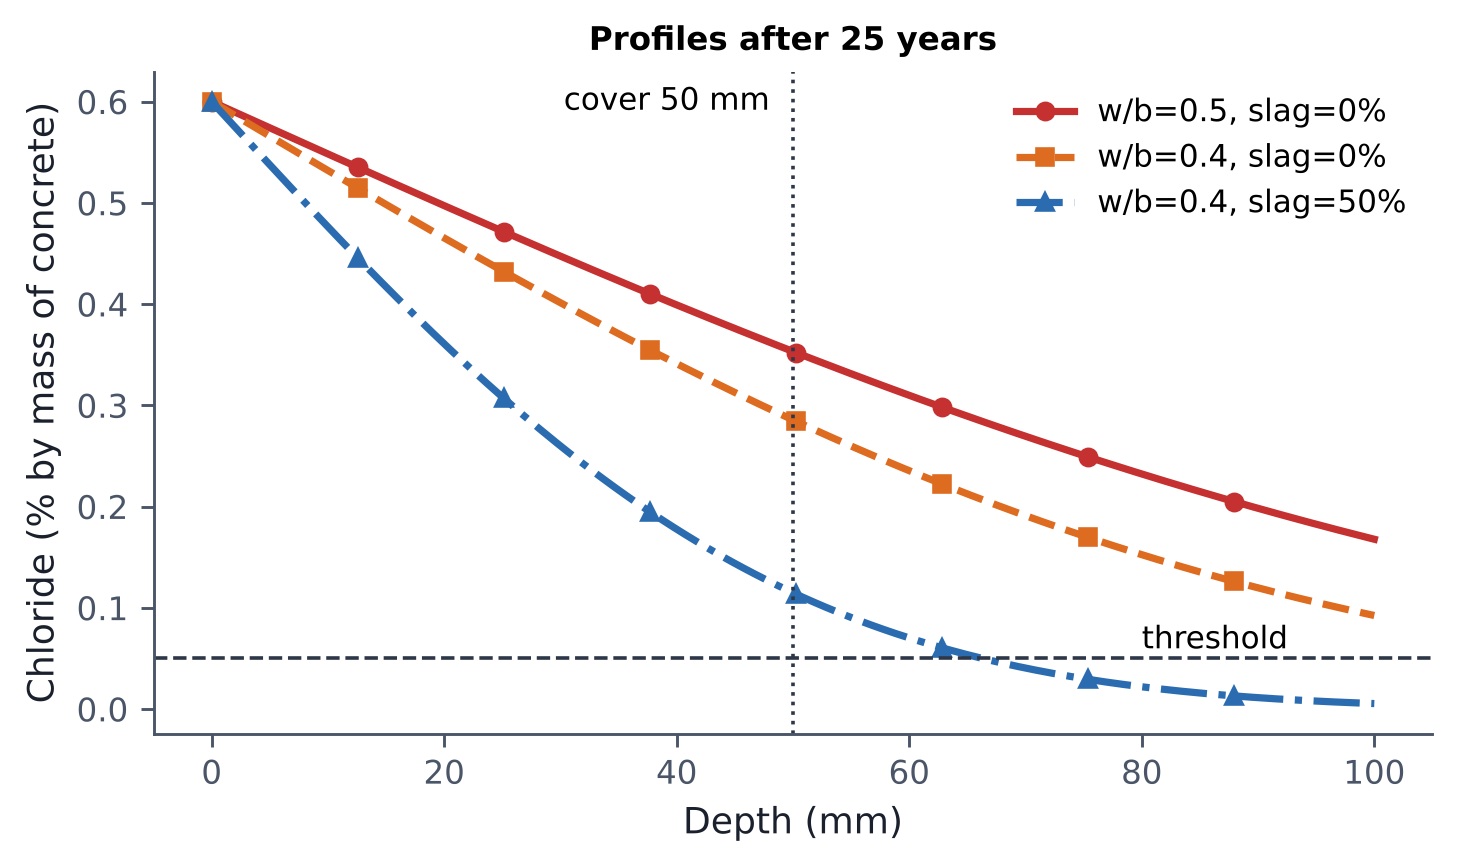 Profiles after 25 years
cover 50 mm
w/b=0.5, slag=0%
w/b=0.4, slag=0%
w/b=0.4, slag=50%
threshold
Chloride (% by mass of concrete)
0.6
0.5
0.4
0.3
0.2
0.1
0.0
0 20 40 60 80 100
Depth (mm)